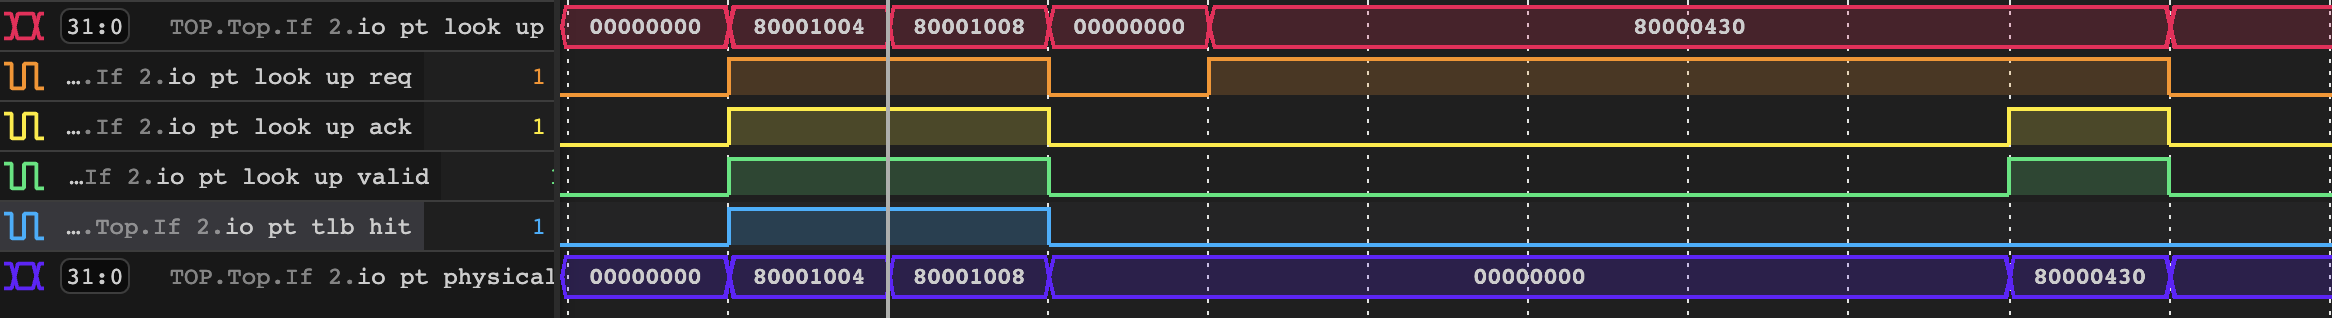 31:0 TOP.Top.If 2.io pt look up 00000000 80001004 80001008 00000000 80000430
….If 2.io pt look up req 1
….If 2.io pt look up ack 1
…If 2.io pt look up valid 1
….Top.If 2.io pt tlb hit 1
31:0 TOP.Top.If 2.io pt physical 00000000 80001004 80001008 00000000 80000430